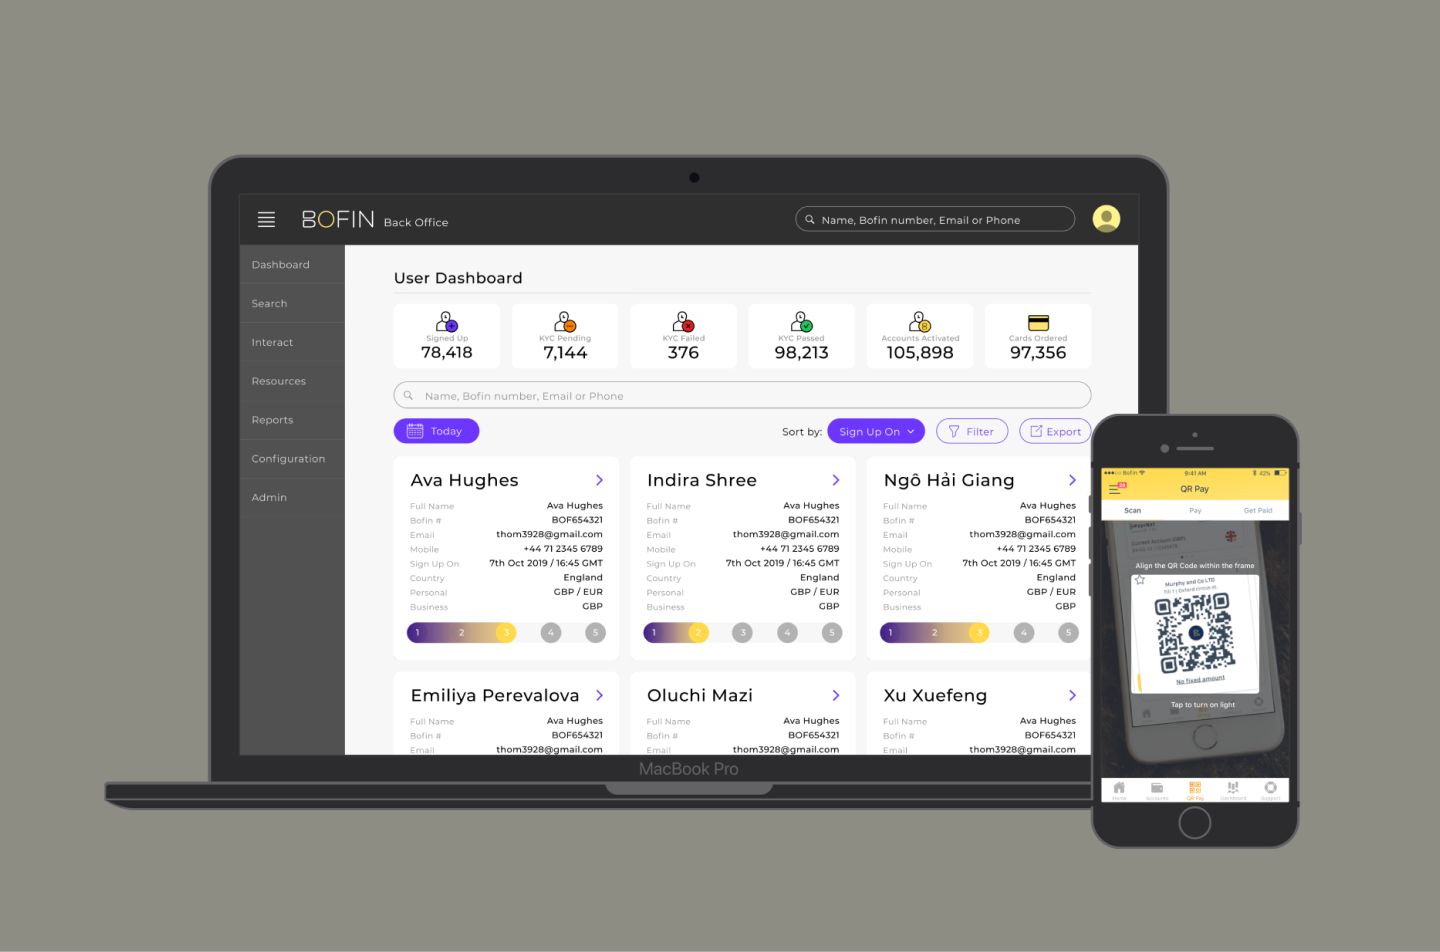 BOFIN Back Office
Name, Bofin number, Email or Phone
Dashboard
Search
Interact
Resources
Reports
Configuration
Admin
User Dashboard
Signed Up
78,418
KYC Pending
7,144
KYC Failed
376
KYC Passed
98,213
Accounts Activated
105,898
Cards Ordered
97,356
Name, Bofin number, Email or Phone
Today
Sort by:
Sign Up On
Filter
Export
Ava Hughes
Full Name Ava Hughes
Bofin # BOF654321
Email thom3928@gmail.com
Mobile +44 71 2345 6789
Sign Up On 7th Oct 2019 / 16:45 GMT
Country England
Personal GBP / EUR
Business GBP
1 2 3 4 5
Indira Shree
Full Name Ava Hughes
Bofin # BOF654321
Email thom3928@gmail.com
Mobile +44 71 2345 6789
Sign Up On 7th Oct 2019 / 16:45 GMT
Country England
Personal GBP / EUR
Business GBP
1 2 3 4 5
Ngô Hải Giang
Full Name Ava Hughes
Bofin # BOF654321
Email thom3928@gmail.com
Mobile +44 71 2345 6789
Sign Up On 7th Oct 2019 / 16:45 GMT
Country England
Personal GBP / EUR
Business GBP
1 2 3 4 5
Emiliya Perevalova
Full Name Ava Hughes
Bofin # BOF654321
Email thom3928@gmail.com
Oluchi Mazi
Full Name Ava Hughes
Bofin # BOF654321
Email thom3928@gmail.com
Xu Xuefeng
Full Name Ava Hughes
Bofin # BOF654321
Email thom3928@gmail.com
MacBook Pro
Bofin 9:41 AM 42%
QR Pay
Scan Pay Get Paid
Current Account (GBP)
Align the QR Code within the frame
Murphy and Co LTD
Till 7 | Oxford circus st.
No fixed amount
Tap to turn on light
Home Accounts QR Pay Dashboard Support